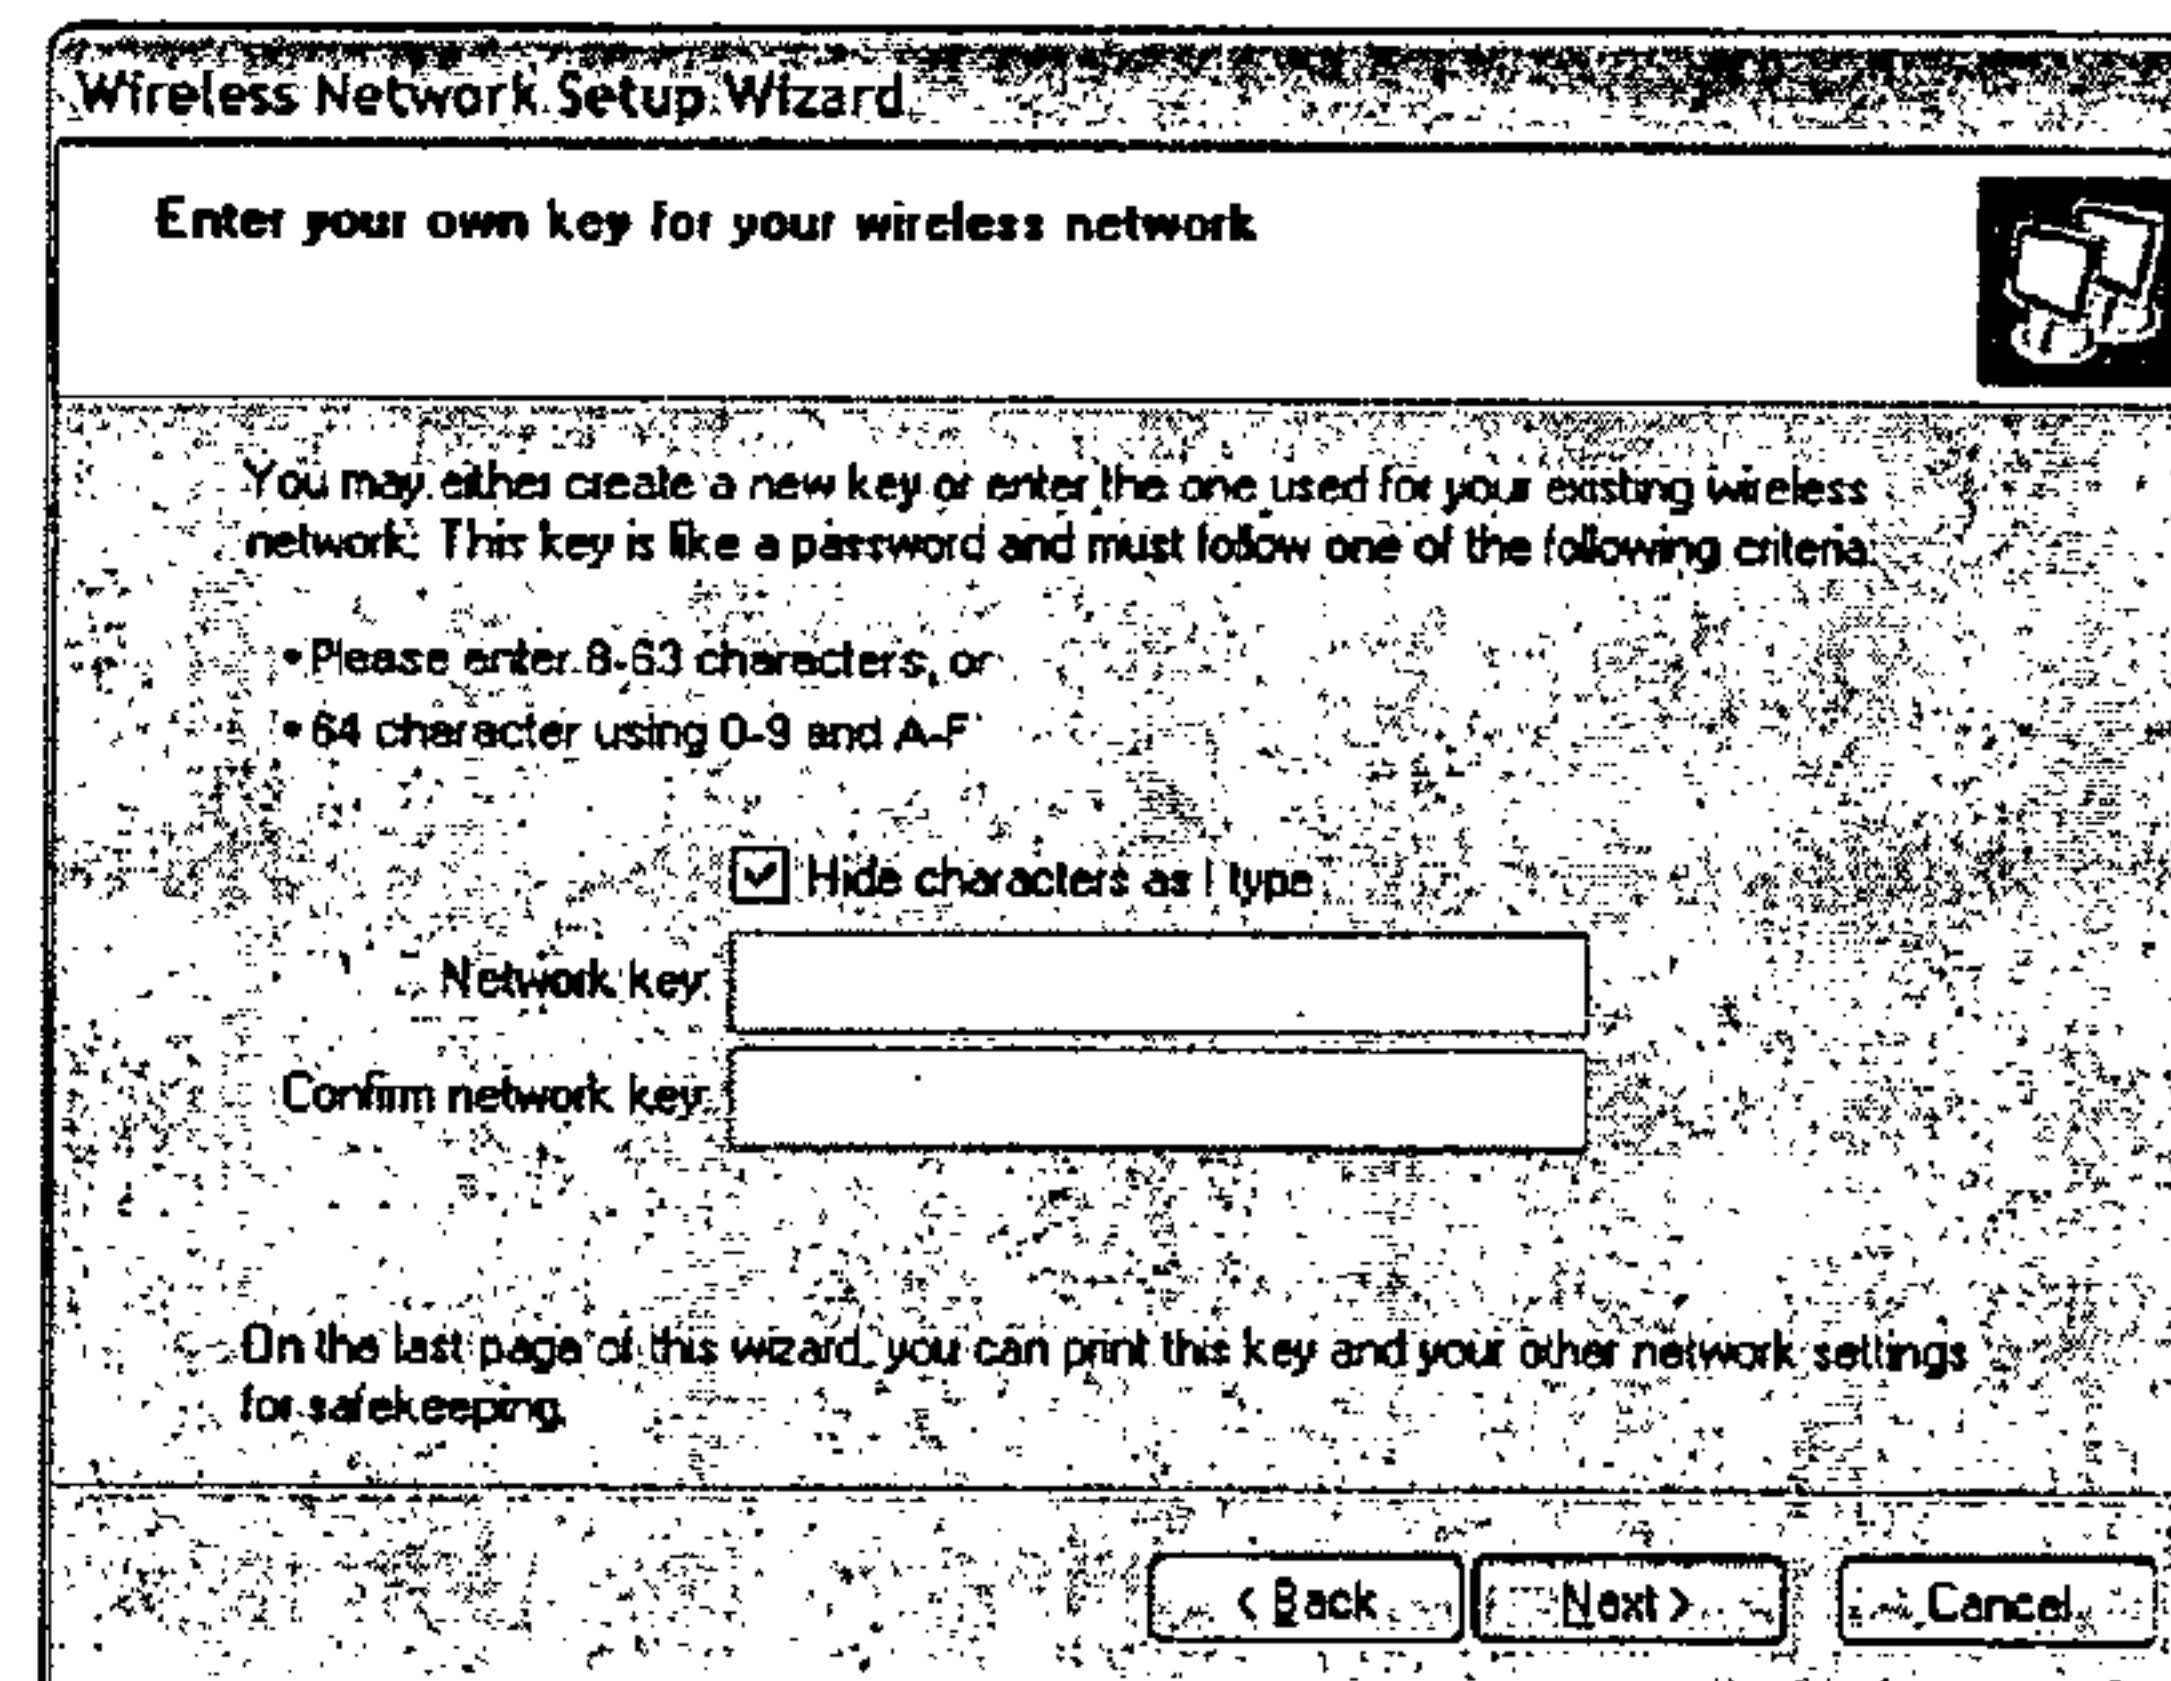 Wireless Network Setup Wizard
Enter your own key for your wireless network
You may either create a new key or enter the one used for your existing wireless
network. This key is like a password and must follow one of the following criteria:
• Please enter 8-63 characters, or
• 64 character using 0-9 and A-F
Hide characters as I type
Network key:
Confirm network key:
On the last page of this wizard, you can print this key and your other network settings
for safekeeping.
< Back
Next >
Cancel